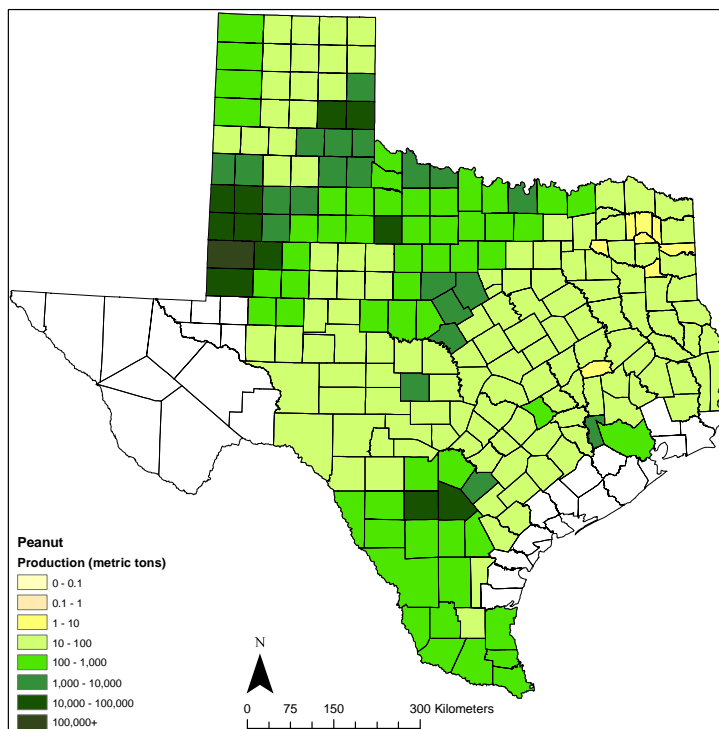 Peanut
Production (metric tons)
0 - 0.1
0.1 - 1
1 - 10
10 - 100
100 - 1,000
1,000 - 10,000
10,000 - 100,000
100,000+
N
0 75 150 300 Kilometers